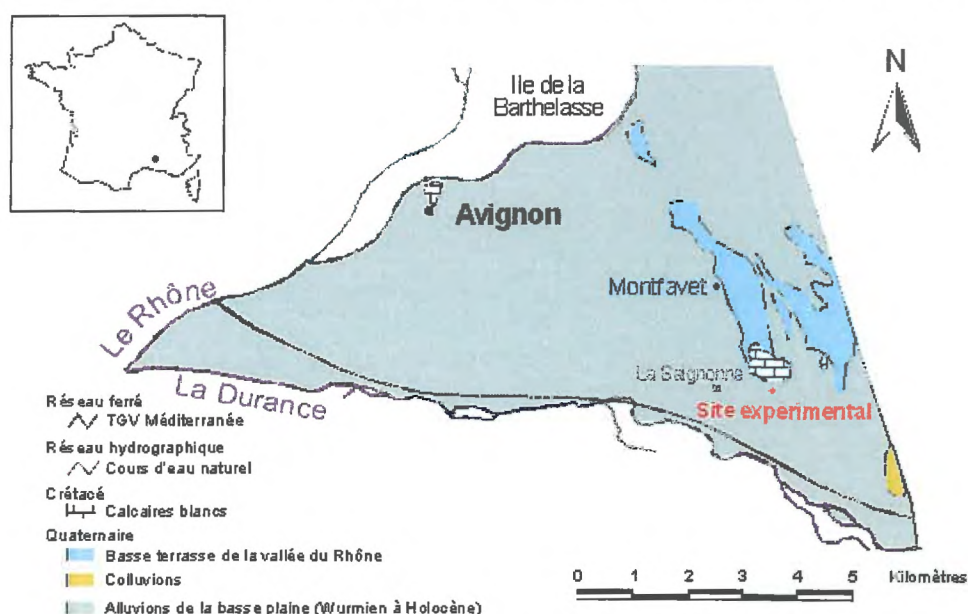 N
Ile de la
Barthelasse
Avignon
Montfavet
Le Rhône
La Durance
La Saignonne
Site experimental
Réseau ferré
TGV Méditerranée
Réseau hydrographique
Cours d'eau naturel
Crétacé
Calcaires blancs
Quaternaire
Basse terrasse de la vallée du Rhône
Colluvions
Alluvions de la basse plaine (Wurmien à Holocène)
0 1 2 3 4 5 Kilomètres